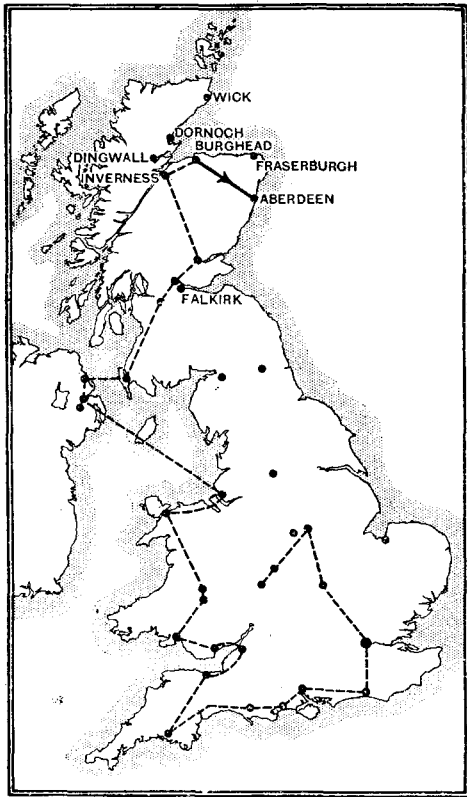 WICK
DORNOCH
BURGHEAD
DINGWALL
FRASERBURGH
INVERNESS
ABERDEEN
FALKIRK